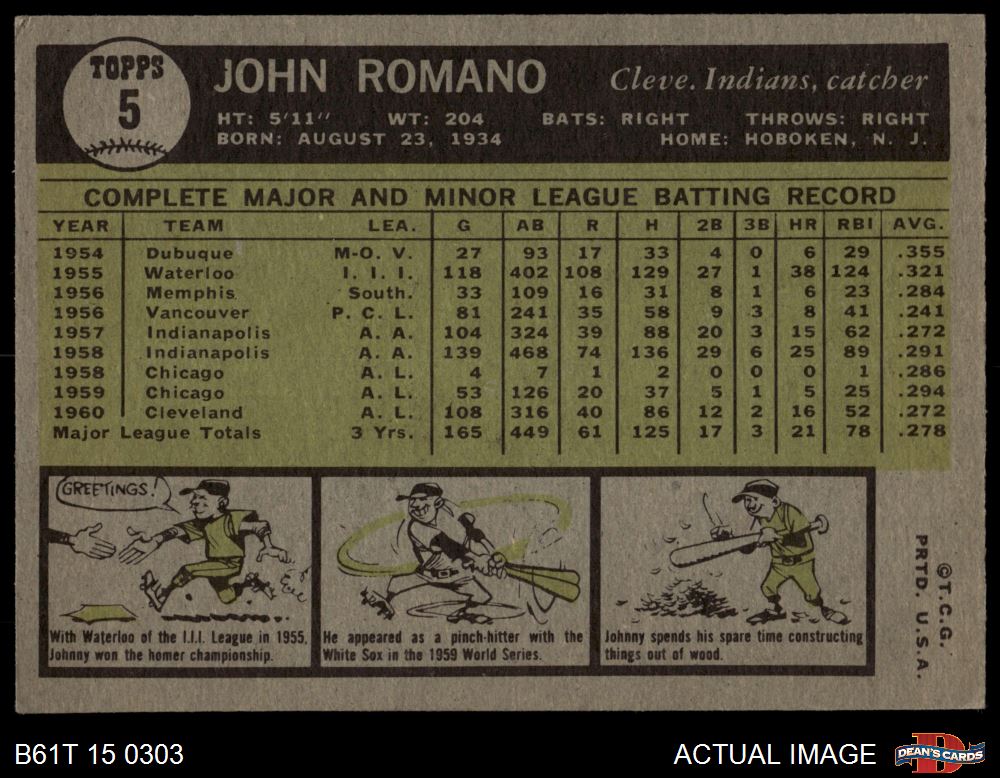 TOPPS
5
JOHN ROMANO Cleve. Indians, catcher
HT: 5'11" WT: 204 BATS: RIGHT THROWS: RIGHT
BORN: AUGUST 23, 1934 HOME: HOBOKEN, N. J.
COMPLETE MAJOR AND MINOR LEAGUE BATTING RECORD
YEAR TEAM LEA. G AB R H 2B 3B HR RBI AVG.
1954 Dubuque M-O. V. 27 93 17 33 4 0 6 29 .355
1955 Waterloo I. I. I. 118 402 108 129 27 1 38 124 .321
1956 Memphis South. 33 109 16 31 8 1 6 23 .284
1956 Vancouver P. C. L. 81 241 35 58 9 3 8 41 .241
1957 Indianapolis A. A. 104 324 39 88 20 3 15 62 .272
1958 Indianapolis A. A. 139 468 74 136 29 6 25 89 .291
1958 Chicago A. L. 4 7 1 2 0 0 0 1 .286
1959 Chicago A. L. 53 126 20 37 5 1 5 25 .294
1960 Cleveland A. L. 108 316 40 86 12 2 16 52 .272
Major League Totals 3 Yrs. 165 449 61 125 17 3 21 78 .278
GREETINGS!
With Waterloo of the I.I.I. League in 1955,
Johnny won the homer championship.
He appeared as a pinch-hitter with the
White Sox in the 1959 World Series.
Johnny spends his spare time constructing
things out of wood.
©T.C.G.
PRTD. U.S.A.
B61T 15 0303 ACTUAL IMAGE
D
DEAN'S CARDS